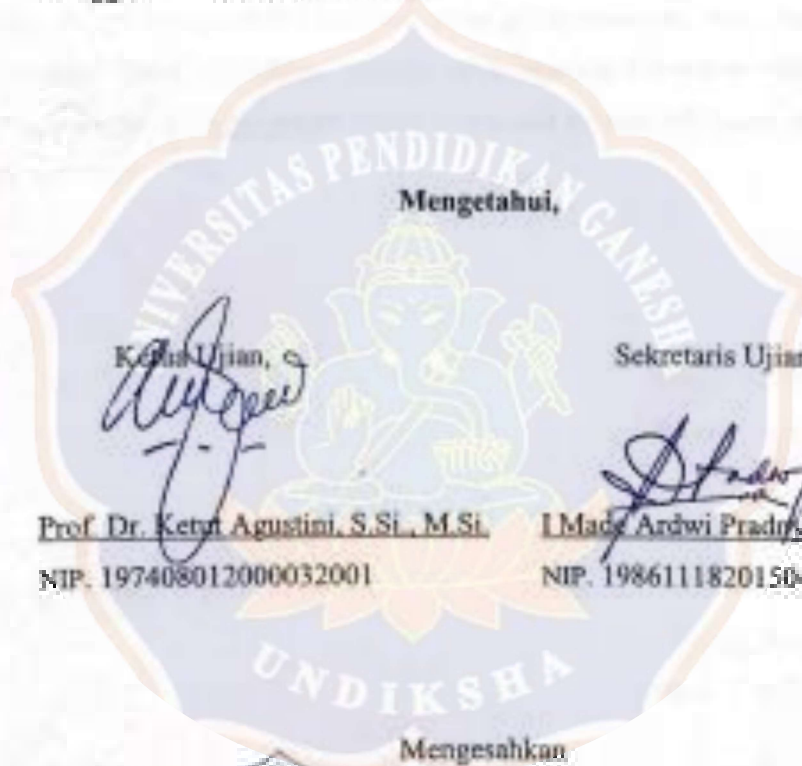 UNIVERSITAS PENDIDIKAN GANESHA
Mengetahui,
Ketua Ujian,
Sekretaris Ujian
Prof. Dr. Ketut Agustini, S.Si., M.Si.
I Made Ardwi
NIP. 197408012000032001
NIP. 1986111820150
UNDIKSHA
Mengesahkan